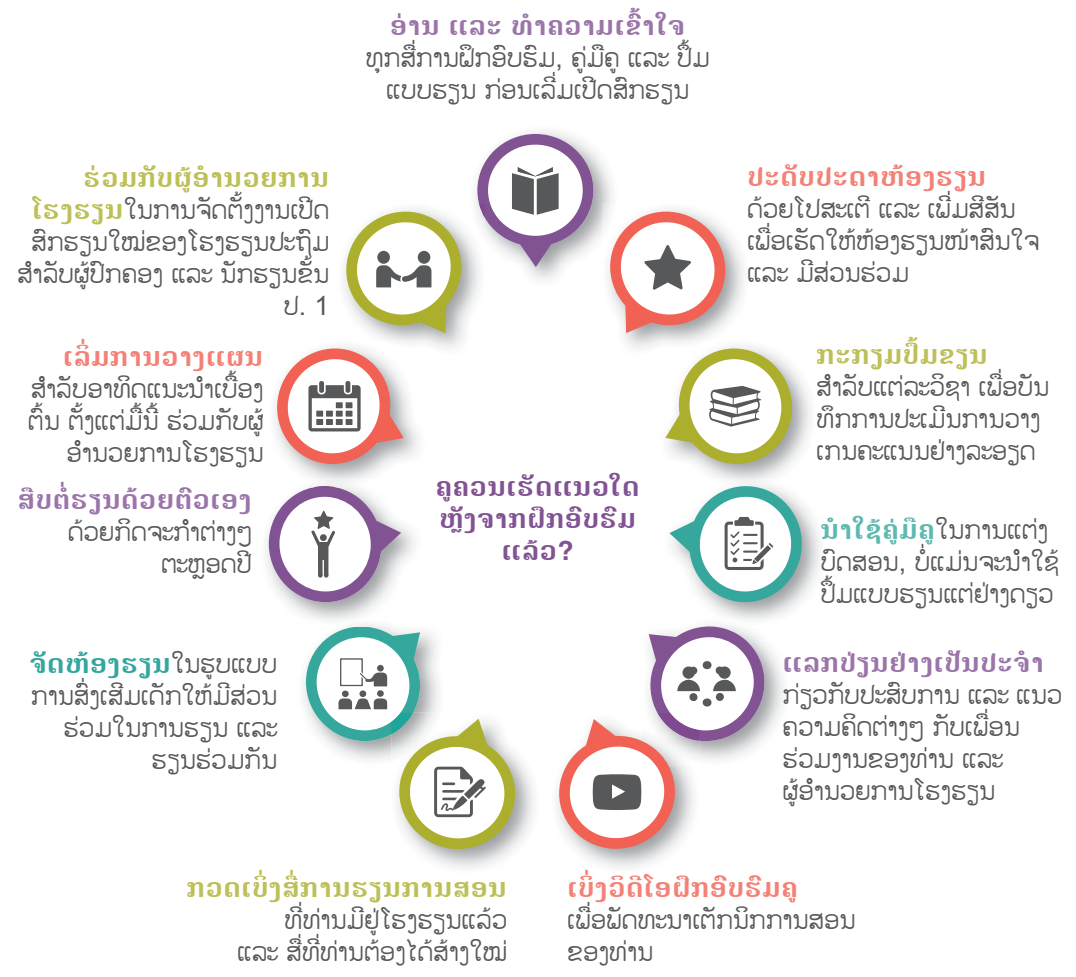 ອ່ານ ແລະ ທຳຄວາມເຂົ້າໃຈ
ທຸກສື່ການຝຶກອົບຮົມ, ຄູ່ມືຄູ ແລະ ປຶ້ມ
ແບບຮຽນ ກ່ອນເລີ່ມເປີດສົກຮຽນ
ປະດັບປະດາຫ້ອງຮຽນ
ດ້ວຍໂປສະເຕີ ແລະ ເພີ່ມສີສັນ
ເພື່ອເຮັດໃຫ້ຫ້ອງຮຽນໜ້າສົນໃຈ
ແລະ ມີສ່ວນຮ່ວມ
ກະກຽມປຶ້ມຂຽນ
ສຳລັບແຕ່ລະວິຊາ ເພື່ອບັນ
ທຶກການປະເມີນການວາງ
ເກນຄະແນນຢ່າງລະອຽດ
ນຳໃຊ້ຄູ່ມືຄູໃນການແຕ່ງ
ບົດສອນ, ບໍ່ແມ່ນຈະນຳໃຊ້
ປຶ້ມແບບຮຽນແຕ່ຢ່າງດຽວ
ແລກປ່ຽນຢ່າງເປັນປະຈຳ
ກ່ຽວກັບປະສົບການ ແລະ ແນວ
ຄວາມຄິດຕ່າງໆ ກັບເພື່ອນ
ຮ່ວມງານຂອງທ່ານ ແລະ
ຜູ້ອຳນວຍການໂຮງຮຽນ
ເບິ່ງວິດີໂອຝຶກອົບຮົມຄູ
ເພື່ອພັດທະນາເຕັກນິກການສອນ
ຂອງທ່ານ
ກວດເບິ່ງສື່ການຮຽນການສອນ
ທີ່ທ່ານມີຢູ່ໂຮງຮຽນແລ້ວ
ແລະ ສື່ທີ່ທ່ານຕ້ອງໄດ້ສ້າງໃໝ່
ຈັດຫ້ອງຮຽນໃນຮູບແບບ
ການສົ່ງເສີມເດັກໃຫ້ມີສ່ວນ
ຮ່ວມໃນການຮຽນ ແລະ
ຮຽນຮ່ວມກັນ
ສືບຕໍ່ຮຽນດ້ວຍຕົວເອງ
ດ້ວຍກິດຈະກຳຕ່າງໆ
ຕະຫຼອດປີ
ເລີ່ມການວາງແຜນ
ສຳລັບອາທິດແນະນຳເບື້ອງ
ຕົ້ນ ຕັ້ງແຕ່ມື້ນີ້ ຮ່ວມກັບຜູ້
ອຳນວຍການໂຮງຮຽນ
ຮ່ວມກັບຜູ້ອຳນວຍການ
ໂຮງຮຽນໃນການຈັດຕັ້ງງານເປີດ
ສົກຮຽນໃໝ່ຂອງໂຮງຮຽນປະຖົມ
ສຳລັບຜູ້ປົກຄອງ ແລະ ນັກຮຽນຂັ້ນ
ປ. 1
ຄູຄວນເຮັດແນວໃດ
ຫຼັງຈາກຝຶກອົບຮົມ
ແລ້ວ?